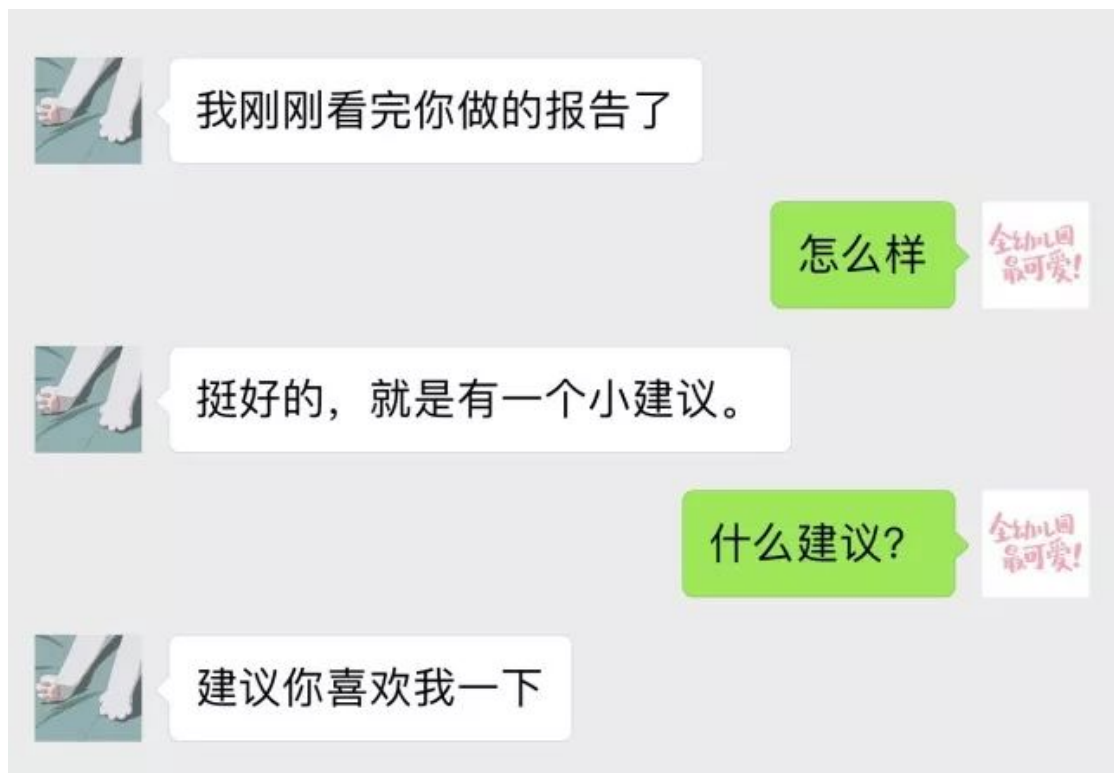 我刚刚看完你做的报告了
怎么样
全幼儿园
最可爱!
挺好的，就是有一个小建议。
什么建议?
全幼儿园
最可爱!
建议你喜欢我一下